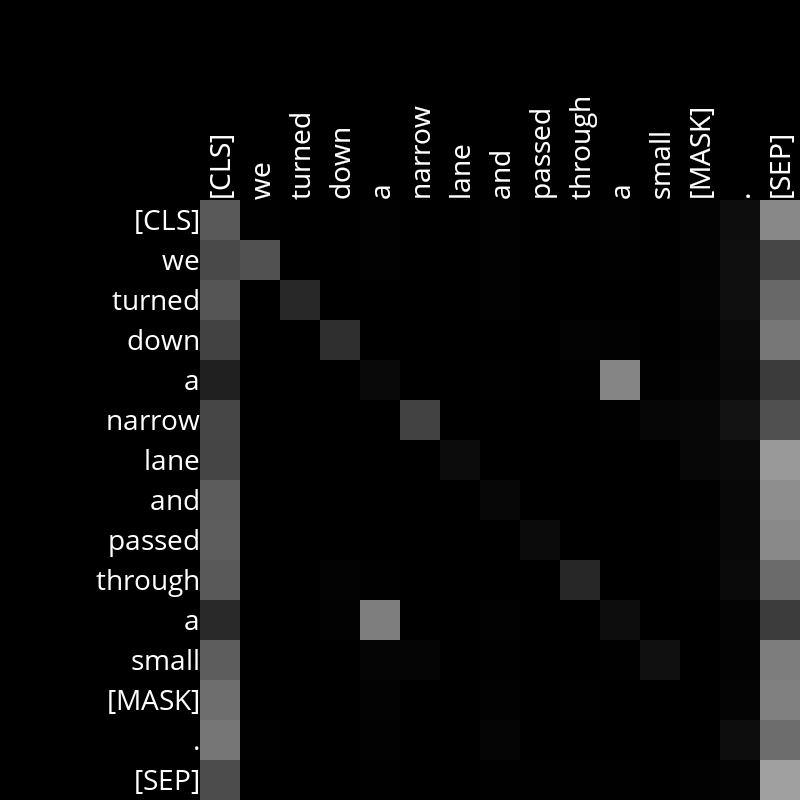 [CLS] we turned down a narrow lane and passed through a small [MASK] . [SEP]
[CLS]
we
turned
down
a
narrow
lane
and
passed
through
a
small
[MASK]
.
[SEP]